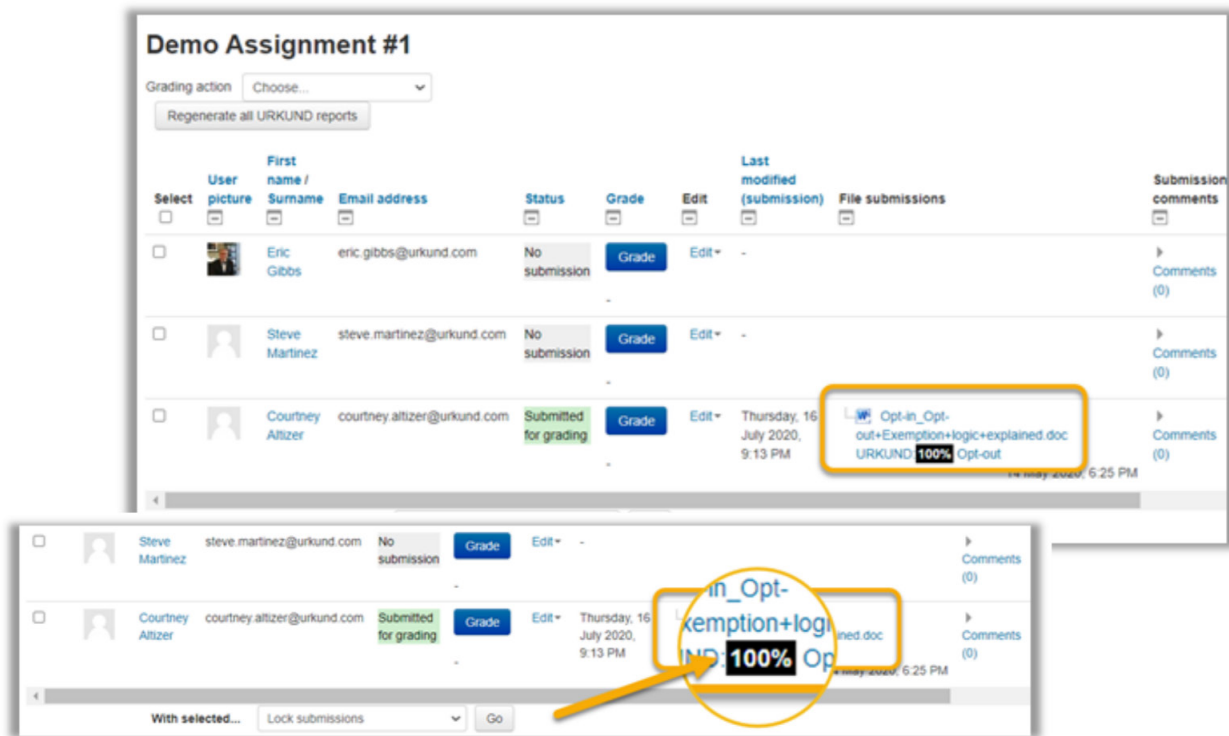 Demo Assignment #1
Grading action Choose...
Regenerate all URKUND reports
Select User picture First name / Surname Email address Status Grade Edit Last modified (submission) File submissions Submission comments
Eric Gibbs eric.gibbs@urkund.com No submission Grade Edit - Comments (0)
-
Steve Martinez steve.martinez@urkund.com No submission Grade Edit - Comments (0)
-
Courtney Altizer courtney.altizer@urkund.com Submitted for grading Grade Edit Thursday, 16 July 2020, 9:13 PM Opt-in_Opt-out+Exemption+logic+explained.doc Comments (0)
URKUND: 100% Opt-out
-
14 May 2020, 6:25 PM
Steve Martinez steve.martinez@urkund.com No submission Grade Edit - Comments (0)
-
Courtney Altizer courtney.altizer@urkund.com Submitted for grading Grade Edit Thursday, 16 July 2020, 9:13 PM Comments (0)
-
in_Opt-
xemption+logi ined.doc
IND: 100% Op
May 2020, 6:25 PM
With selected... Lock submissions Go